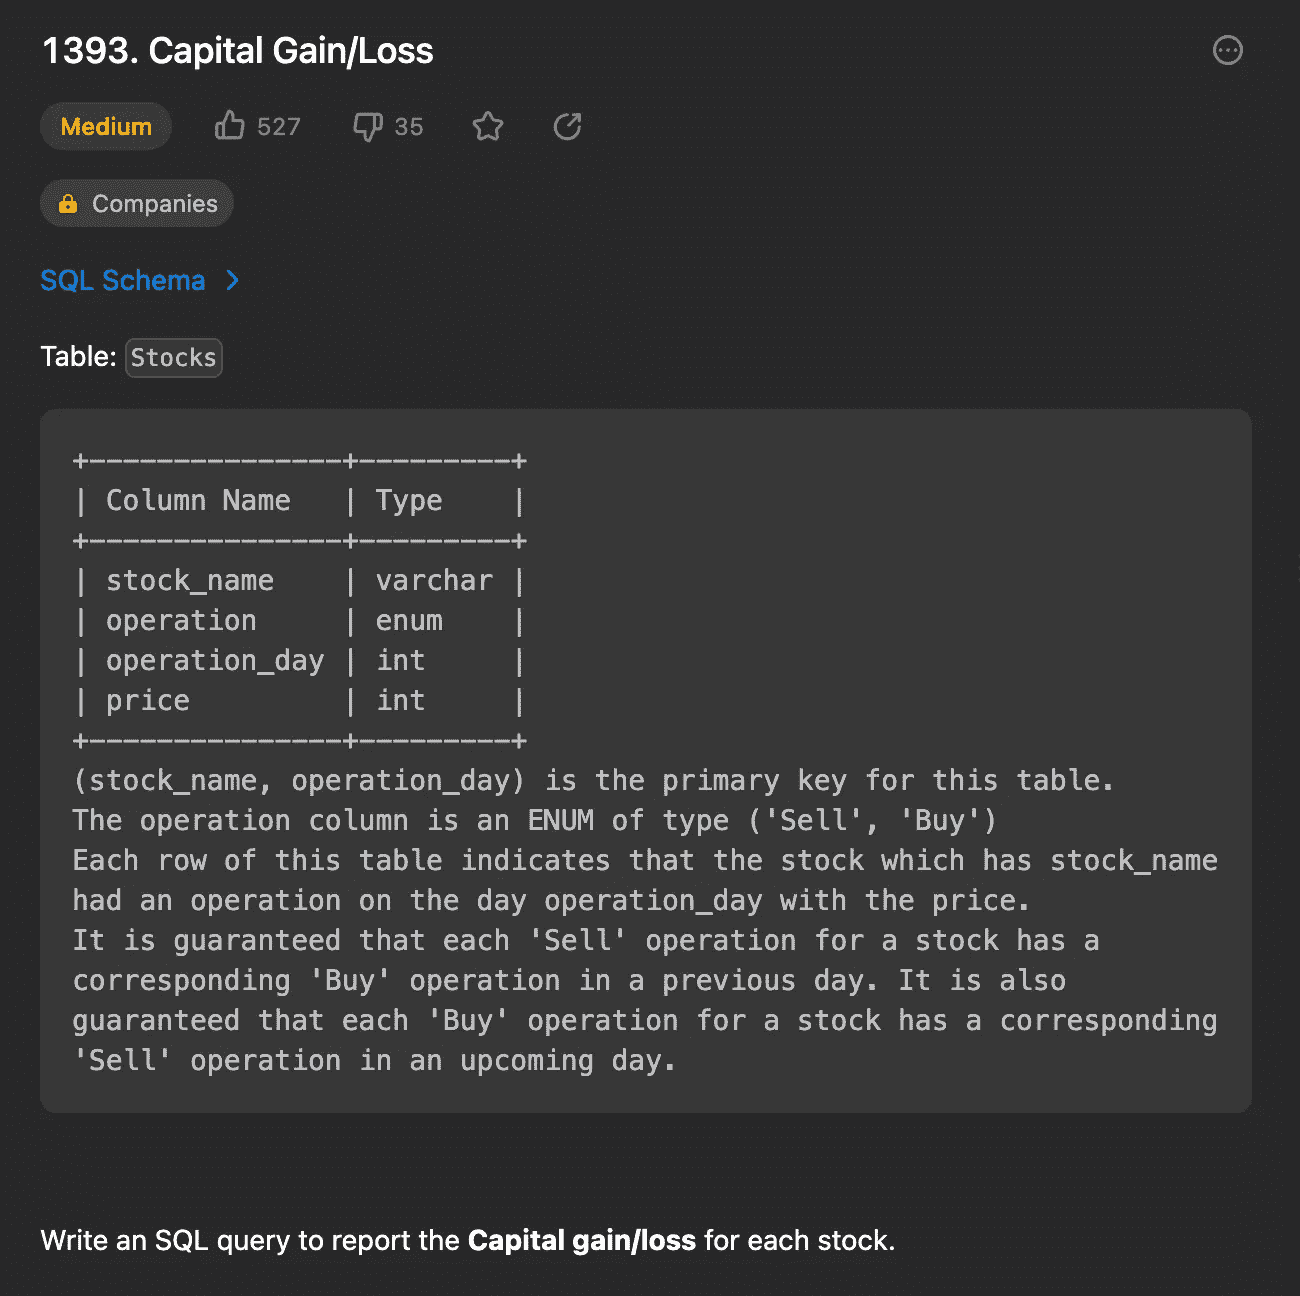 1393. Capital Gain/Loss
Medium 527 35
Companies
SQL Schema >
Table: Stocks
+---------------+---------+
| Column Name   | Type    |
+---------------+---------+
| stock_name    | varchar |
| operation     | enum    |
| operation_day | int     |
| price         | int     |
+---------------+---------+
(stock_name, operation_day) is the primary key for this table.
The operation column is an ENUM of type ('Sell', 'Buy')
Each row of this table indicates that the stock which has stock_name
had an operation on the day operation_day with the price.
It is guaranteed that each 'Sell' operation for a stock has a
corresponding 'Buy' operation in a previous day. It is also
guaranteed that each 'Buy' operation for a stock has a corresponding
'Sell' operation in an upcoming day.
Write an SQL query to report the Capital gain/loss for each stock.